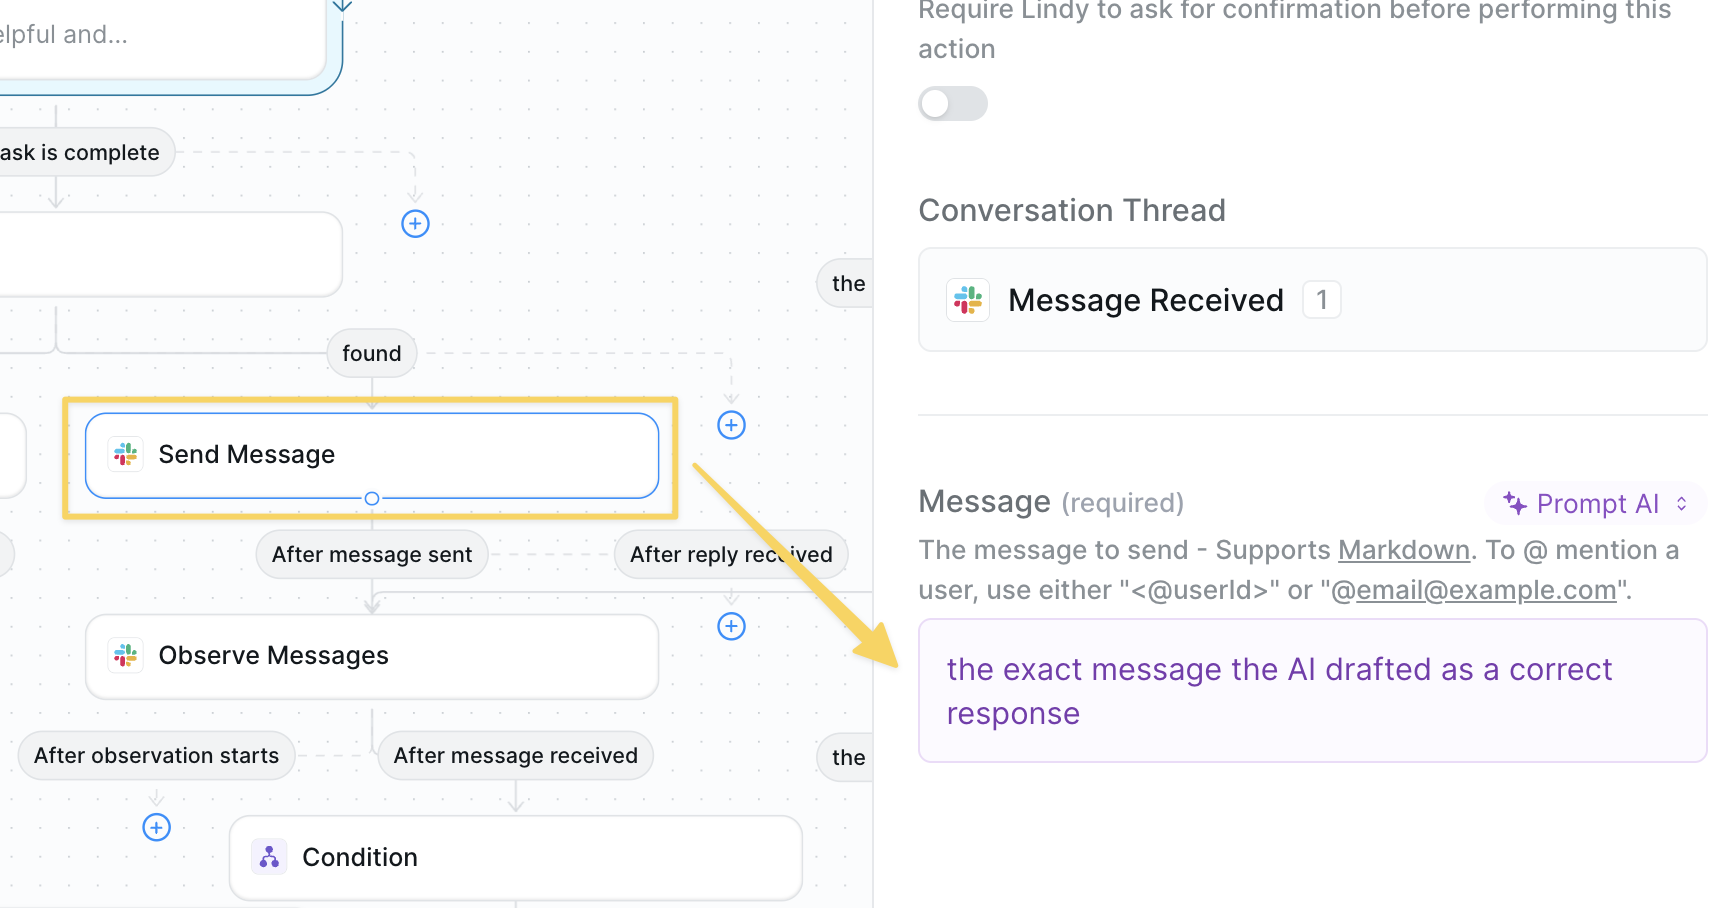 elpful and...
ask is complete
the
found
Send Message
After message sent
After reply received
Observe Messages
After observation starts
After message received
the
Condition
Require Lindy to ask for confirmation before performing this
action
Conversation Thread
Message Received 1
Message (required)
Prompt AI
The message to send - Supports Markdown. To @ mention a
user, use either "<@userId>" or "@email@example.com".
the exact message the AI drafted as a correct
response